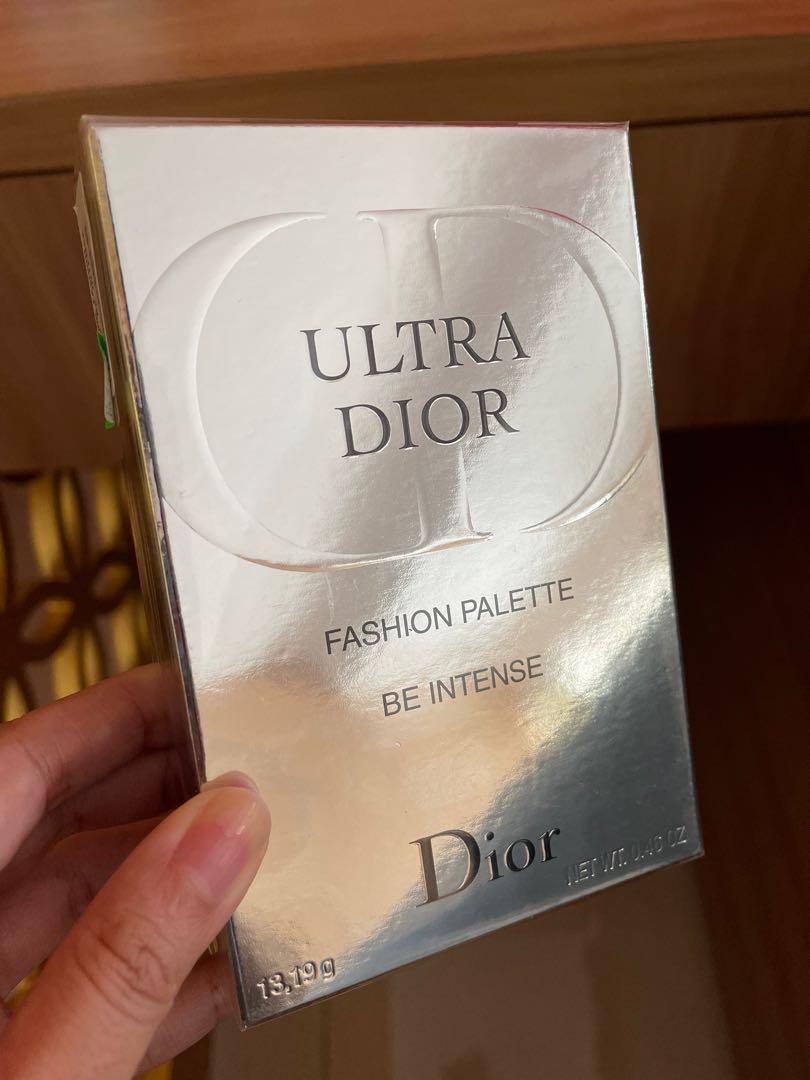 ULTRA
DIOR
FASHION PALETTE
BE INTENSE
Dior
NET WT. 0.46 OZ
13,19 g